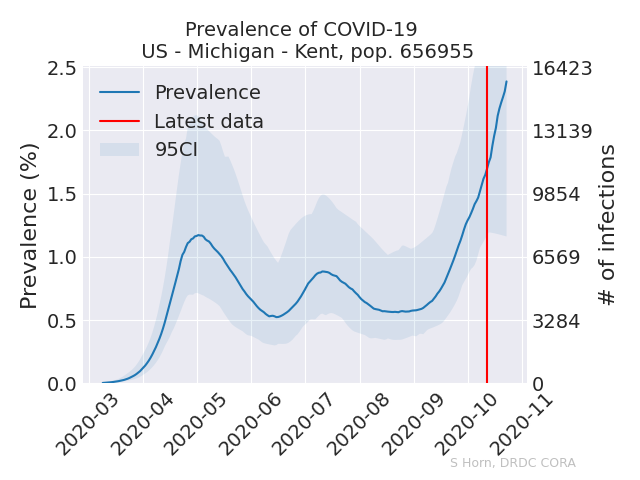 Prevalence of COVID-19
US - Michigan - Kent, pop. 656955
Prevalence (%)
2.5
2.0
1.5
1.0
0.5
0.0
Prevalence
Latest data
95CI
16423
13139
9854
6569
3284
0
# of infections
2020-03
2020-04
2020-05
2020-06
2020-07
2020-08
2020-09
2020-10
2020-11
S Horn, DRDC CORA